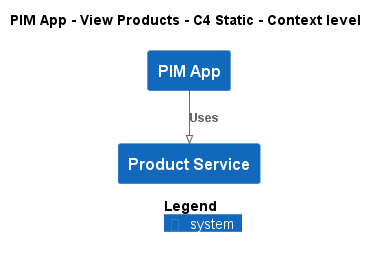 PIM App - View Products - C4 Static - Context level
PIM App
Uses
Product Service
Legend
system